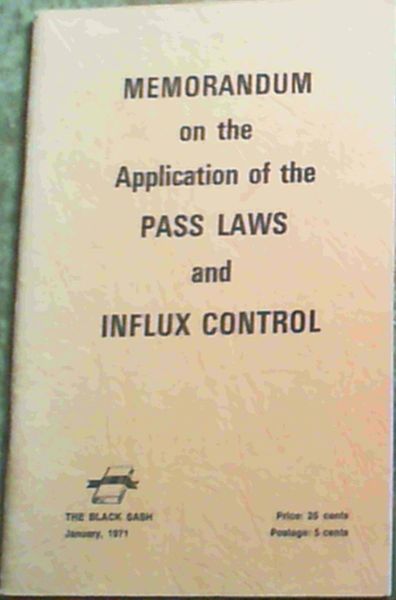 MEMORANDUM
on the
Application of the
PASS LAWS
and
INFLUX CONTROL
THE BLACK SASH
January, 1971
Price: 25 cents
Postage: 5 cents